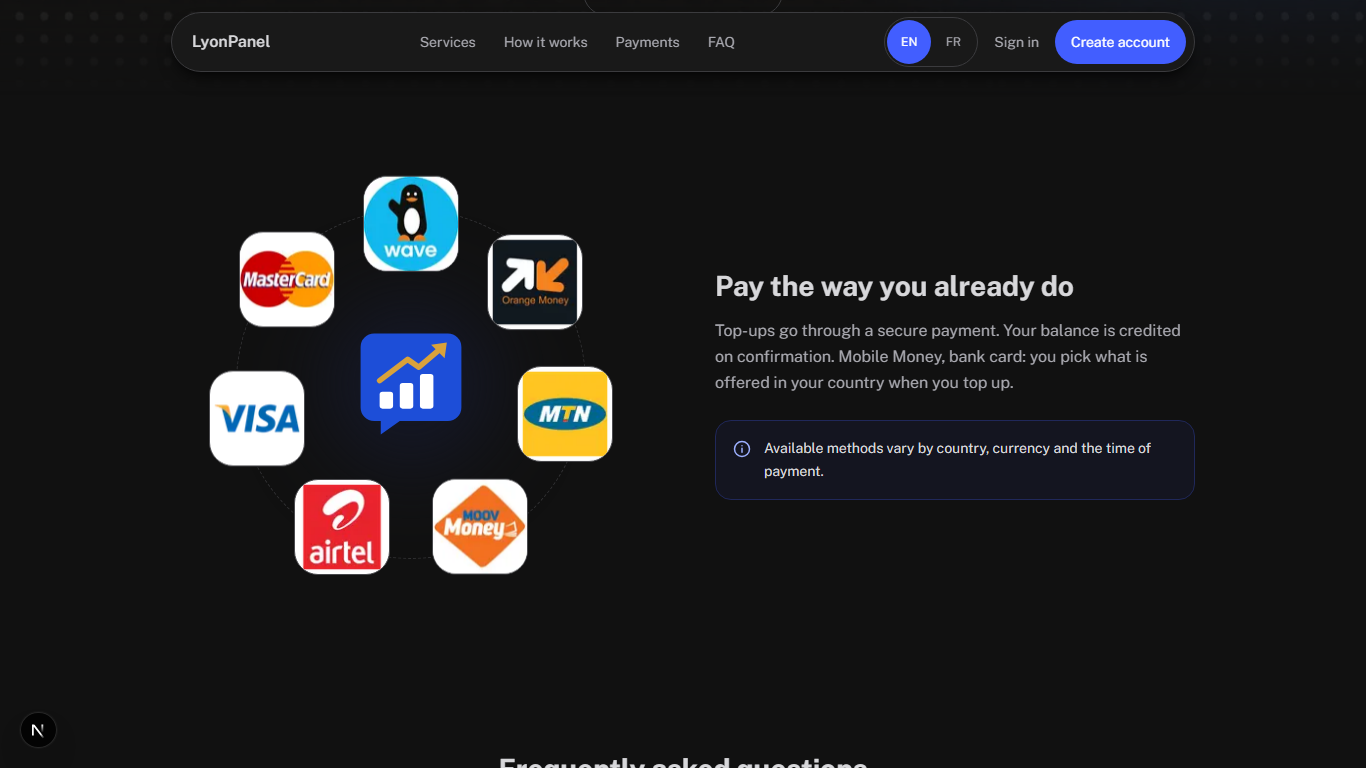 LyonPanel
Services
How it works
Payments
FAQ
EN
FR
Sign in
Create account
wave
MasterCard
Orange Money
Pay the way you already do
Top-ups go through a secure payment. Your balance is credited
on confirmation. Mobile Money, bank card: you pick what is
offered in your country when you top up.
VISA
MTN
Available methods vary by country, currency and the time of
payment.
airtel
MOOV
Money
N
Frequently asked questions